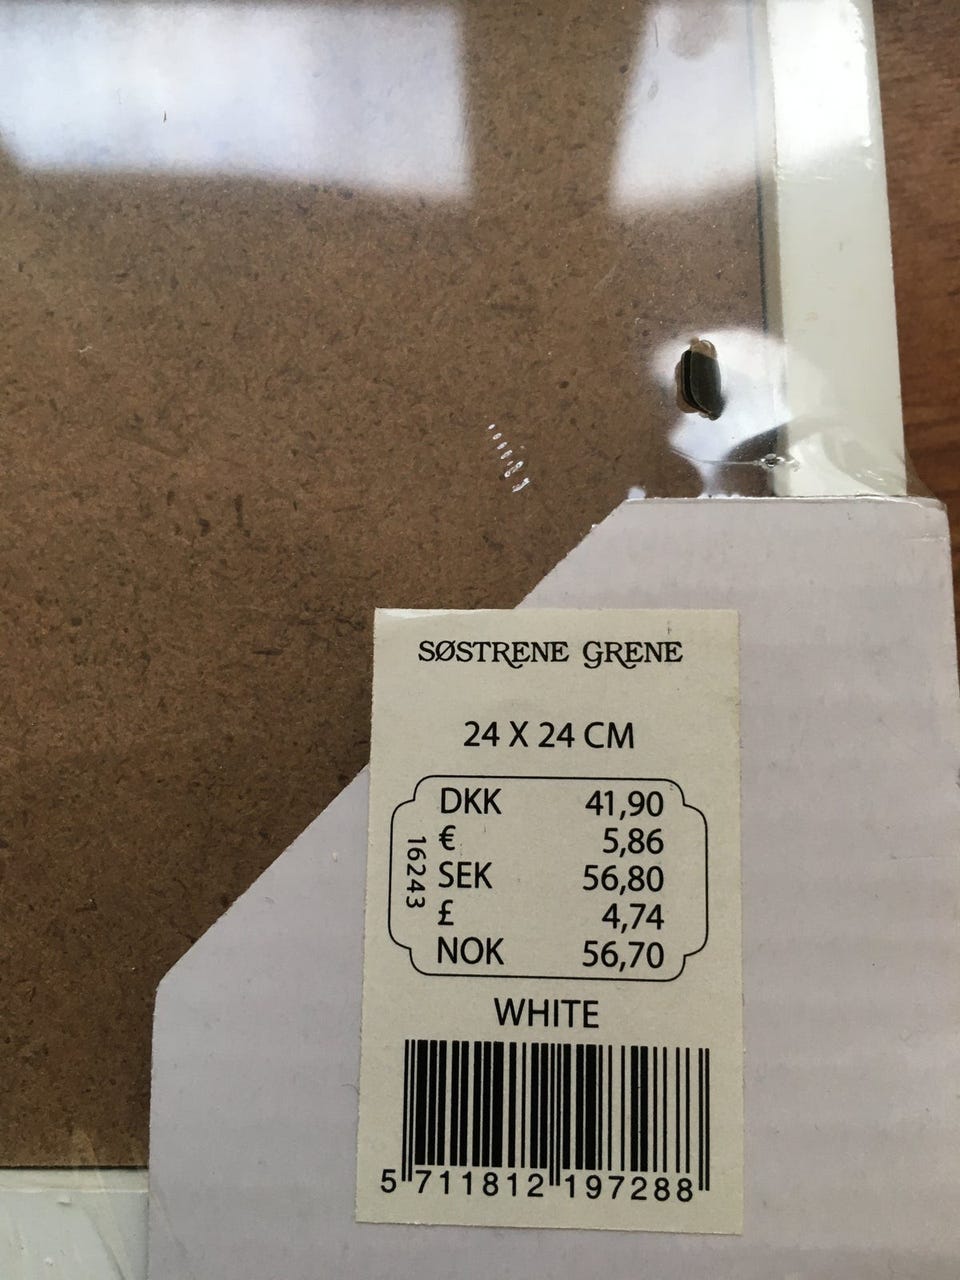 SØSTRENE GRENE
24 X 24 CM
DKK 41,90
€ 5,86
SEK 56,80
£ 4,74
NOK 56,70
16243
WHITE
5 711812 197288